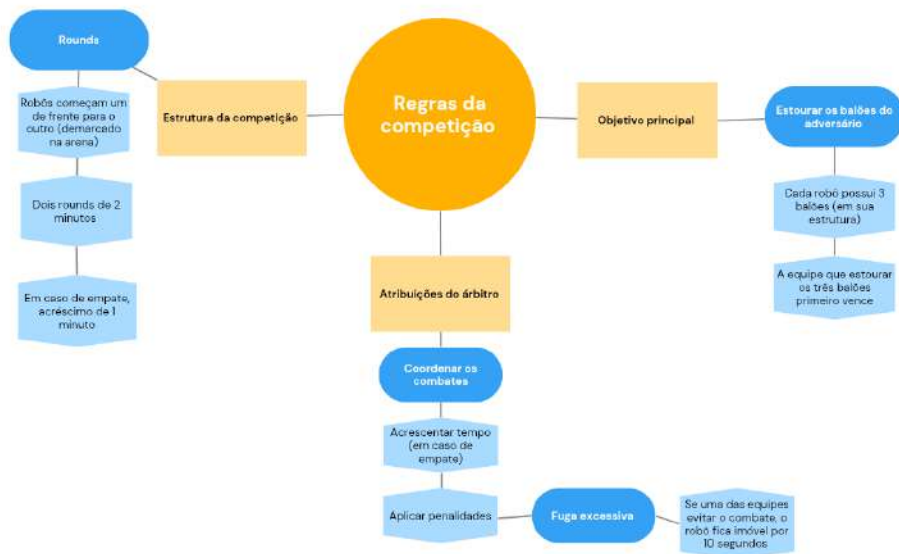 Rounds
Robôs começam um
de frente para o
outro (demarcado
na arena)
Dois rounds de 2
minutos
Em caso de empate,
acréscimo de 1
minuto
Estrutura da competição
Regras da
competição
Objetivo principal
Estourar os balões do
adversário
Cada robô possui 3
balões (em sua
estrutura)
A equipe que estourar
os três balões
primeiro vence
Atribuições do árbitro
Coordenar os
combates
Acrescentar tempo
(em caso de
empate)
Aplicar penalidades
Fuga excessiva
Se uma das equipes
evitar o combate, o
robô fica imóvel por
10 segundos